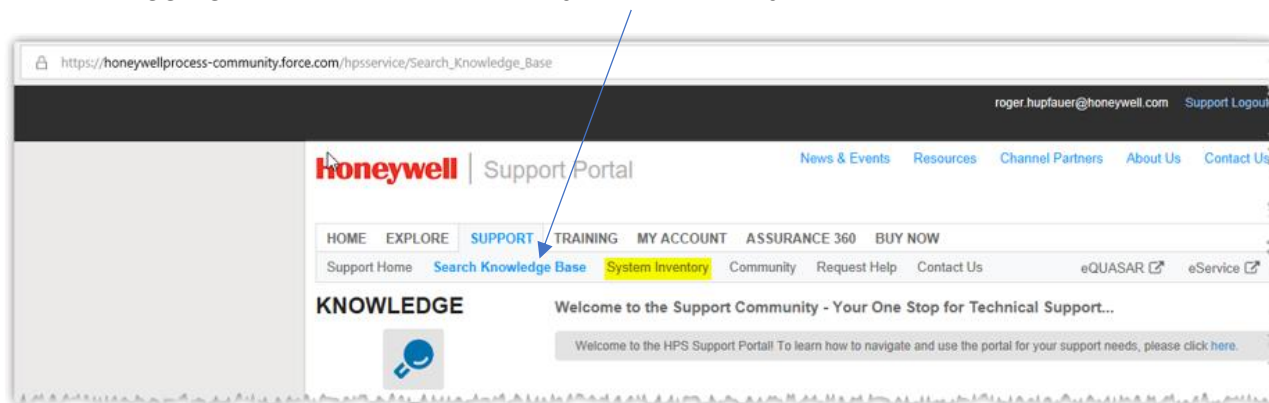 https://honeywellprocess-community.force.com/hpsservice/Search_Knowledge_Base
roger.hupfauer@honeywell.com Support Logout
Honeywell Support Portal
News & Events Resources Channel Partners About Us Contact Us
HOME EXPLORE SUPPORT TRAINING MY ACCOUNT ASSURANCE 360 BUY NOW
Support Home Search Knowledge Base System Inventory Community Request Help Contact Us eQUASAR eService
KNOWLEDGE
Welcome to the Support Community - Your One Stop for Technical Support...
Welcome to the HPS Support Portal! To learn how to navigate and use the portal for your support needs, please click here.